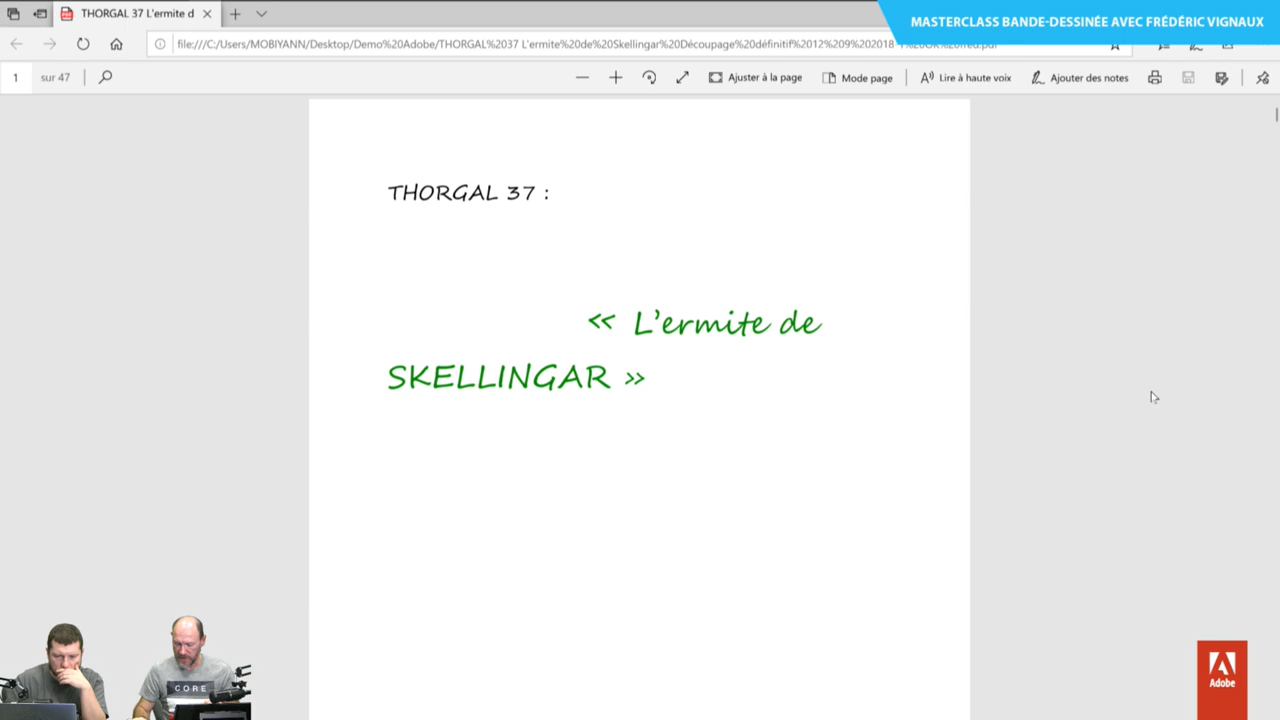 THORGAL 37 L'ermite d
MASTERCLASS BANDE-DESSINÉE AVEC FRÉDÉRIC VIGNAUX
file:///C:/Users/MOBIYANN/Desktop/Demo%20Adobe/THORGAL%2037 L'ermite%20de%20Skellingar%20Découpage%20définitif%2012%209%202018
1 sur 47 Ajuster à la page Mode page Lire à haute voix Ajouter des notes
THORGAL 37 :
« L'ermite de
SKELLINGAR »
CORE
Adobe